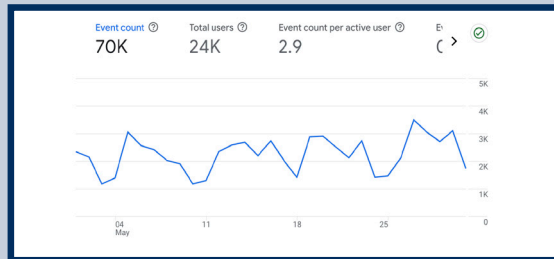 Event count Total users Event count per active user Ev
70K 24K 2.9
5K
4K
3K
2K
1K
0
04 11 18 25
May